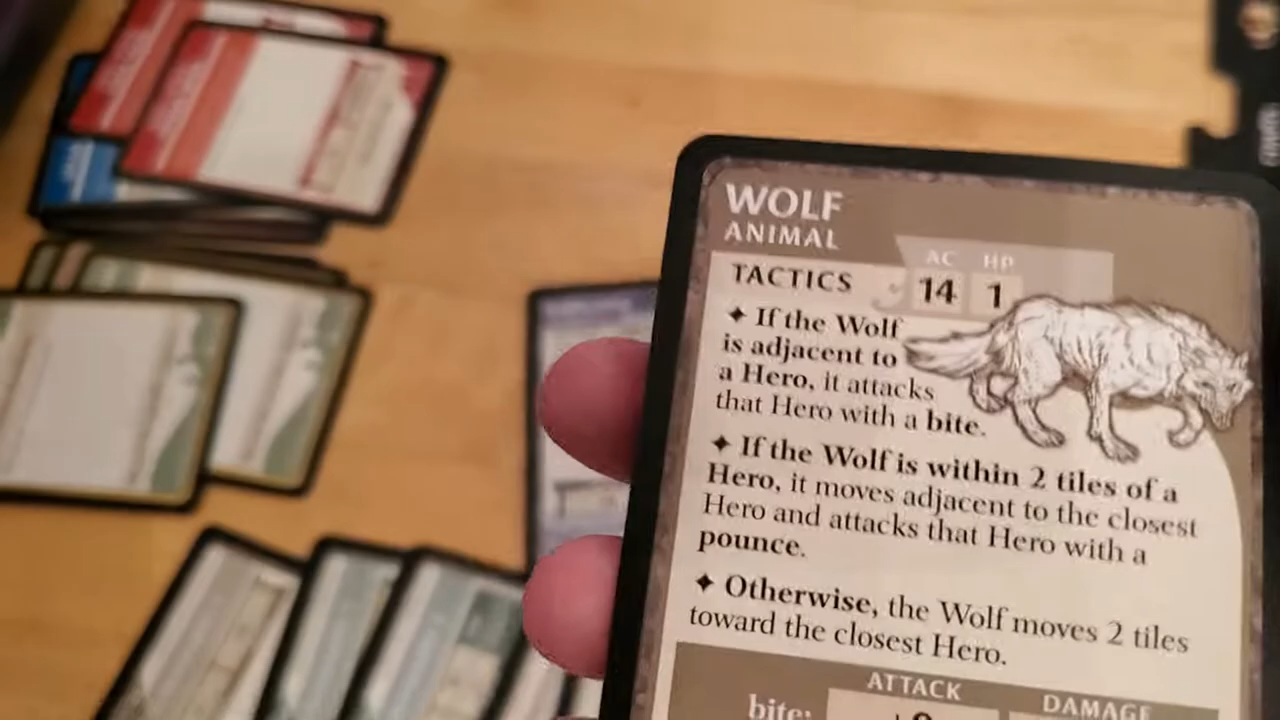 WOLF
ANIMAL
AC HP
TACTICS 14 1
✦ If the Wolf
is adjacent to
a Hero, it attacks
that Hero with a bite.
✦ If the Wolf is within 2 tiles of a
Hero, it moves adjacent to the closest
Hero and attacks that Hero with a
pounce.
✦ Otherwise, the Wolf moves 2 tiles
toward the closest Hero.
ATTACK DAMAGE
bite: